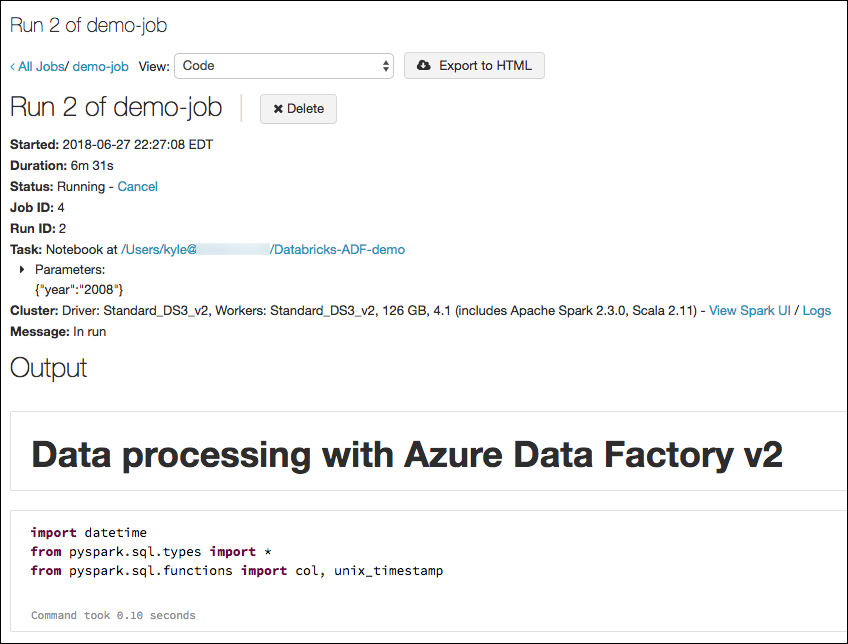 Run 2 of demo-job
‹ All Jobs/ demo-job View: Code Export to HTML
Run 2 of demo-job Delete
Started: 2018-06-27 22:27:08 EDT
Duration: 6m 31s
Status: Running - Cancel
Job ID: 4
Run ID: 2
Task: Notebook at /Users/kyle@ /Databricks-ADF-demo
Parameters:
{"year":"2008"}
Cluster: Driver: Standard_DS3_v2, Workers: Standard_DS3_v2, 126 GB, 4.1 (includes Apache Spark 2.3.0, Scala 2.11) - View Spark UI / Logs
Message: In run
Output
Data processing with Azure Data Factory v2
import datetime
from pyspark.sql.types import *
from pyspark.sql.functions import col, unix_timestamp
Command took 0.10 seconds